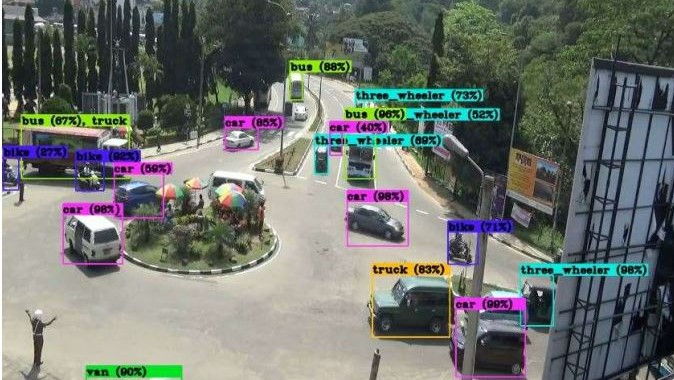 bus (88%)
three_wheeler (73%)
bus (67%), truck
bus (96%)
_wheeler (52%)
car (85%)
car (40%)
three_wheeler (69%)
bike (27%)
bike (92%)
car (59%)
car (98%)
car (98%)
bike (71%)
truck (83%)
three_wheeler (98%)
car (99%)
van (90%)